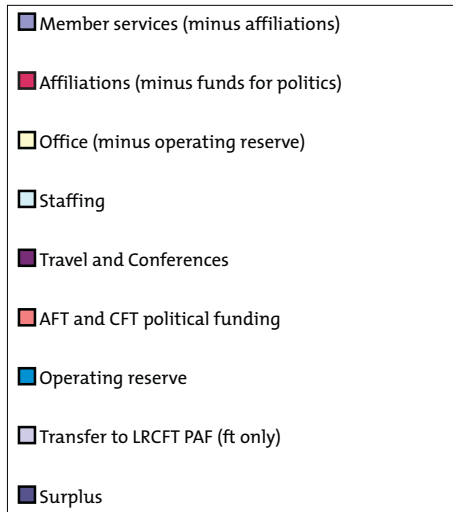 Member services (minus affiliations)
Affiliations (minus funds for politics)
Office (minus operating reserve)
Staffing
Travel and Conferences
AFT and CFT political funding
Operating reserve
Transfer to LRCFT PAF (ft only)
Surplus